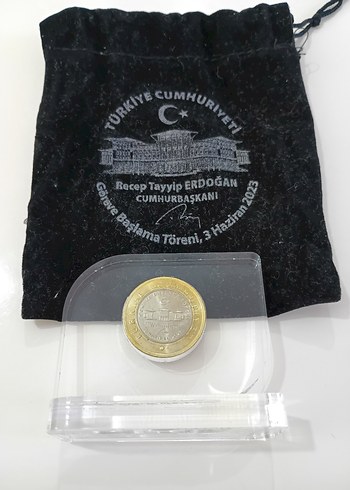 TÜRKİYE CUMHURİYETİ
Recep Tayyip ERDOĞAN
CUMHURBAŞKANI
Göreve Başlama Töreni, 3 Haziran 2023